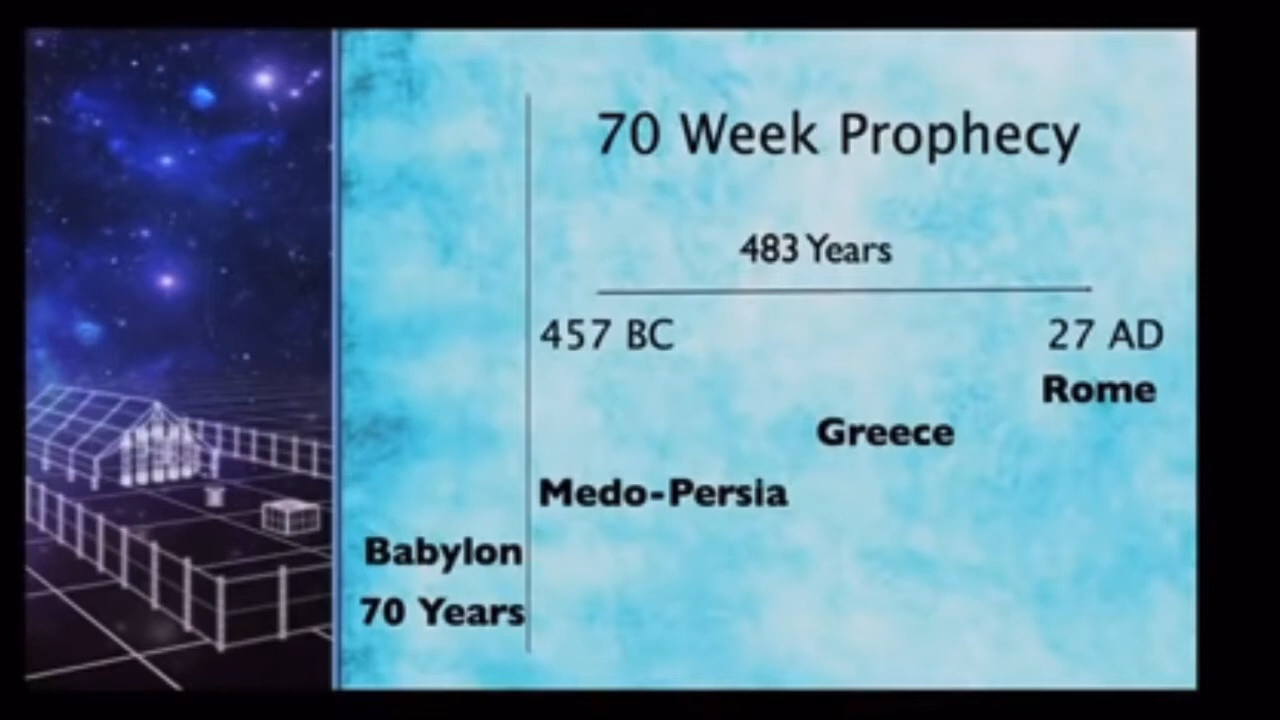 70 Week Prophecy
483 Years
457 BC
27 AD
Rome
Greece
Medo-Persia
Babylon
70 Years